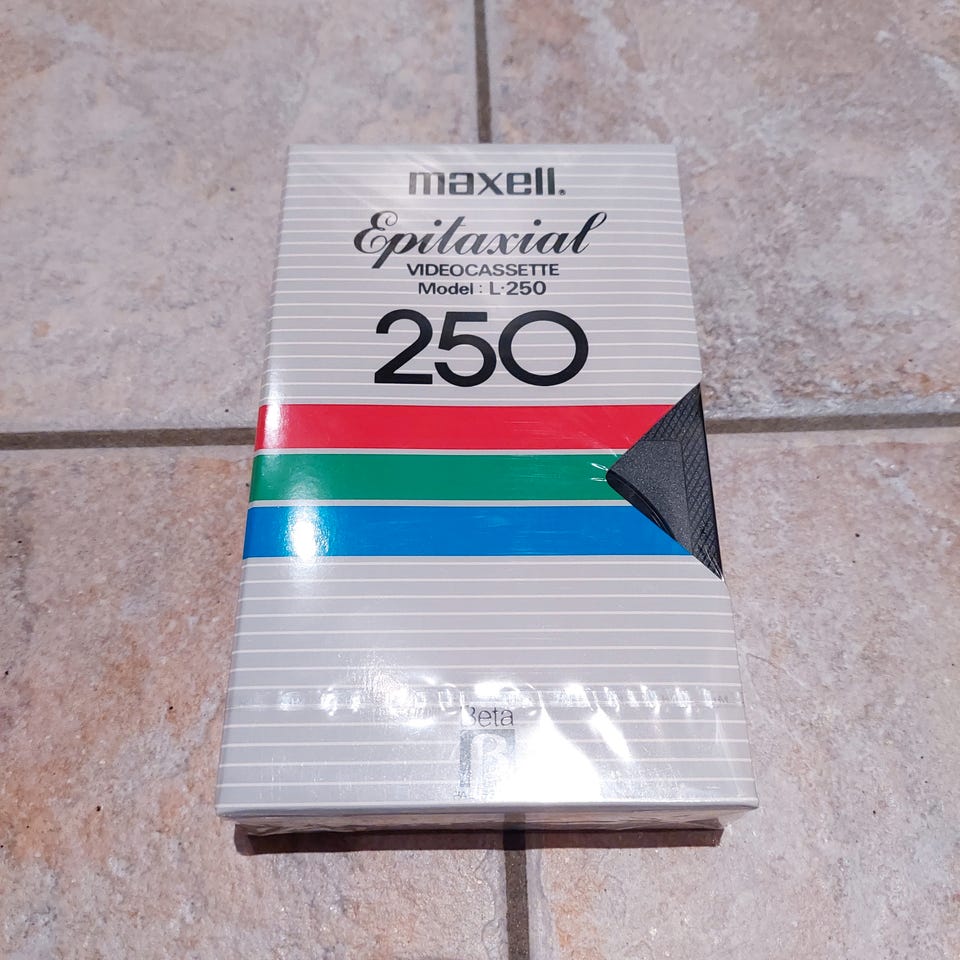 maxell®
Epitaxial
VIDEOCASSETTE
Model: L-250
250
Beta
β